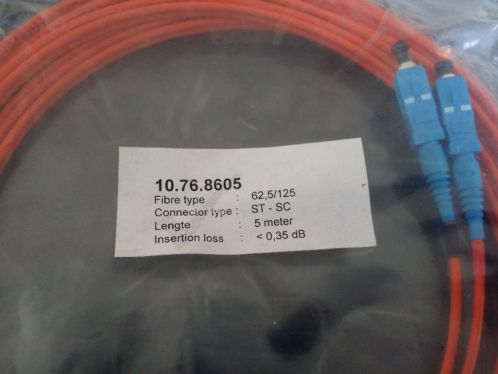 10.76.8605
Fibre type : 62,5/125
Connector type : ST - SC
Lengte : 5 meter
Insertion loss : < 0,35 dB